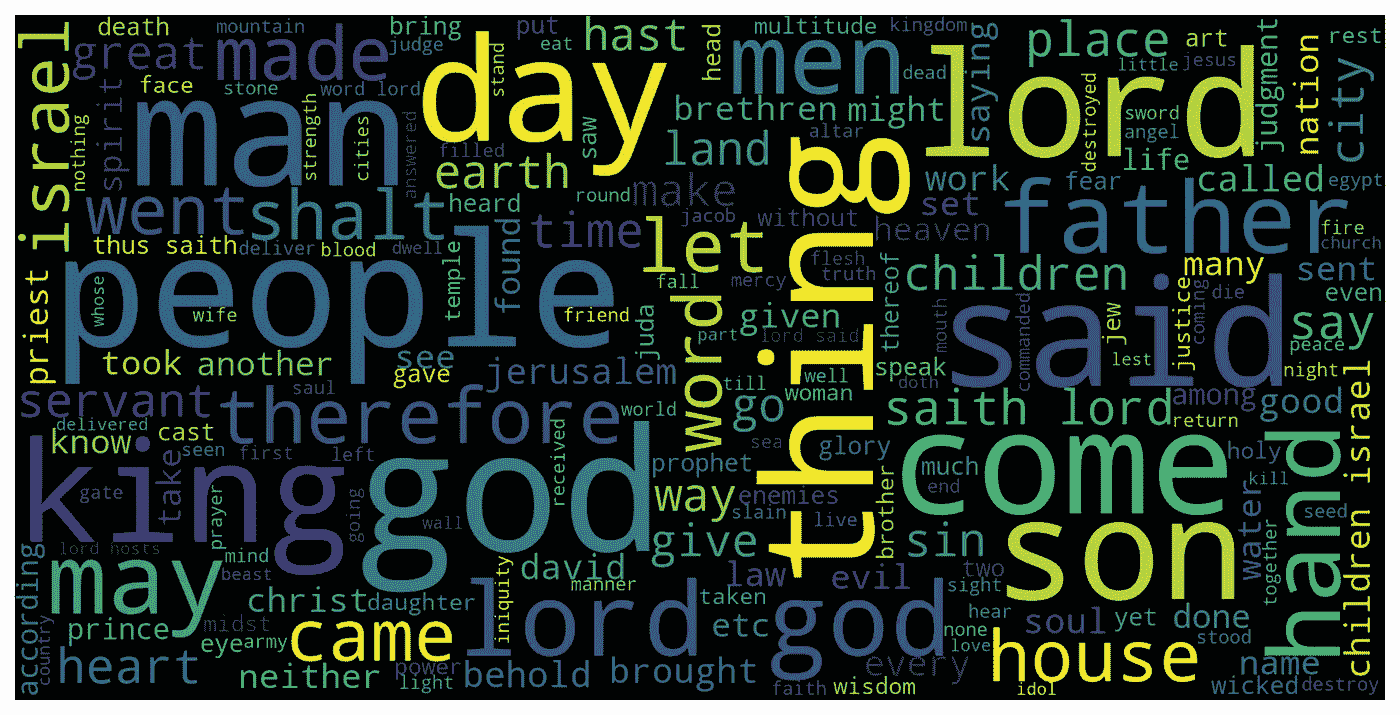 death
mountain
bring
put
hast
multitude
kingdom
place
art
rest
great
made
judge
eat
head
men
saying
little
jesus
judgment
nation
israel
face
stone
word lord
day
stand
dead
lord
city
spirit
man
strength
cities
answered
filled
saw
brethren
might
land
altar
sword
angel
destroyed
life
nothing
earth
round
make
work
fear
called
egypt
went
shalt
heard
jacob
without
set
heaven
father
fire
church
thus saith
deliver
blood
dwell
found
time
let
flesh
truth
thereof
children
many
sent
priest
people
temple
fall
mercy
thing
said
die
even
whose
wife
friend
juda
word
given
part
lord said
mouth
commanded
jew
justice
coming
say
peace
took
another
see
gave
jerusalem
till
well
woman
speak
doth
lest
night
saul
servant
therefore
world
go
saith lord
among
return
good
delivered
know
cast
seen
first
left
received
prophet
sea
glory
come
much
end
holy
kill
hand
children israel
king
god
gate
take
prayer
going
wall
way
enemies
slain
live
brother
son
water
seed
together
lord hosts
mind
beast
give
sin
two
sight
according
may
david
manner
law
evil
iniquity
christ
daughter
taken
hear
country
prince
midst
eye
army
came
lord god
etc
none
love
soul
yet
done
stood
heart
neither
power
light
behold
brought
faith
every
wisdom
house
idol
name
wicked
destroy